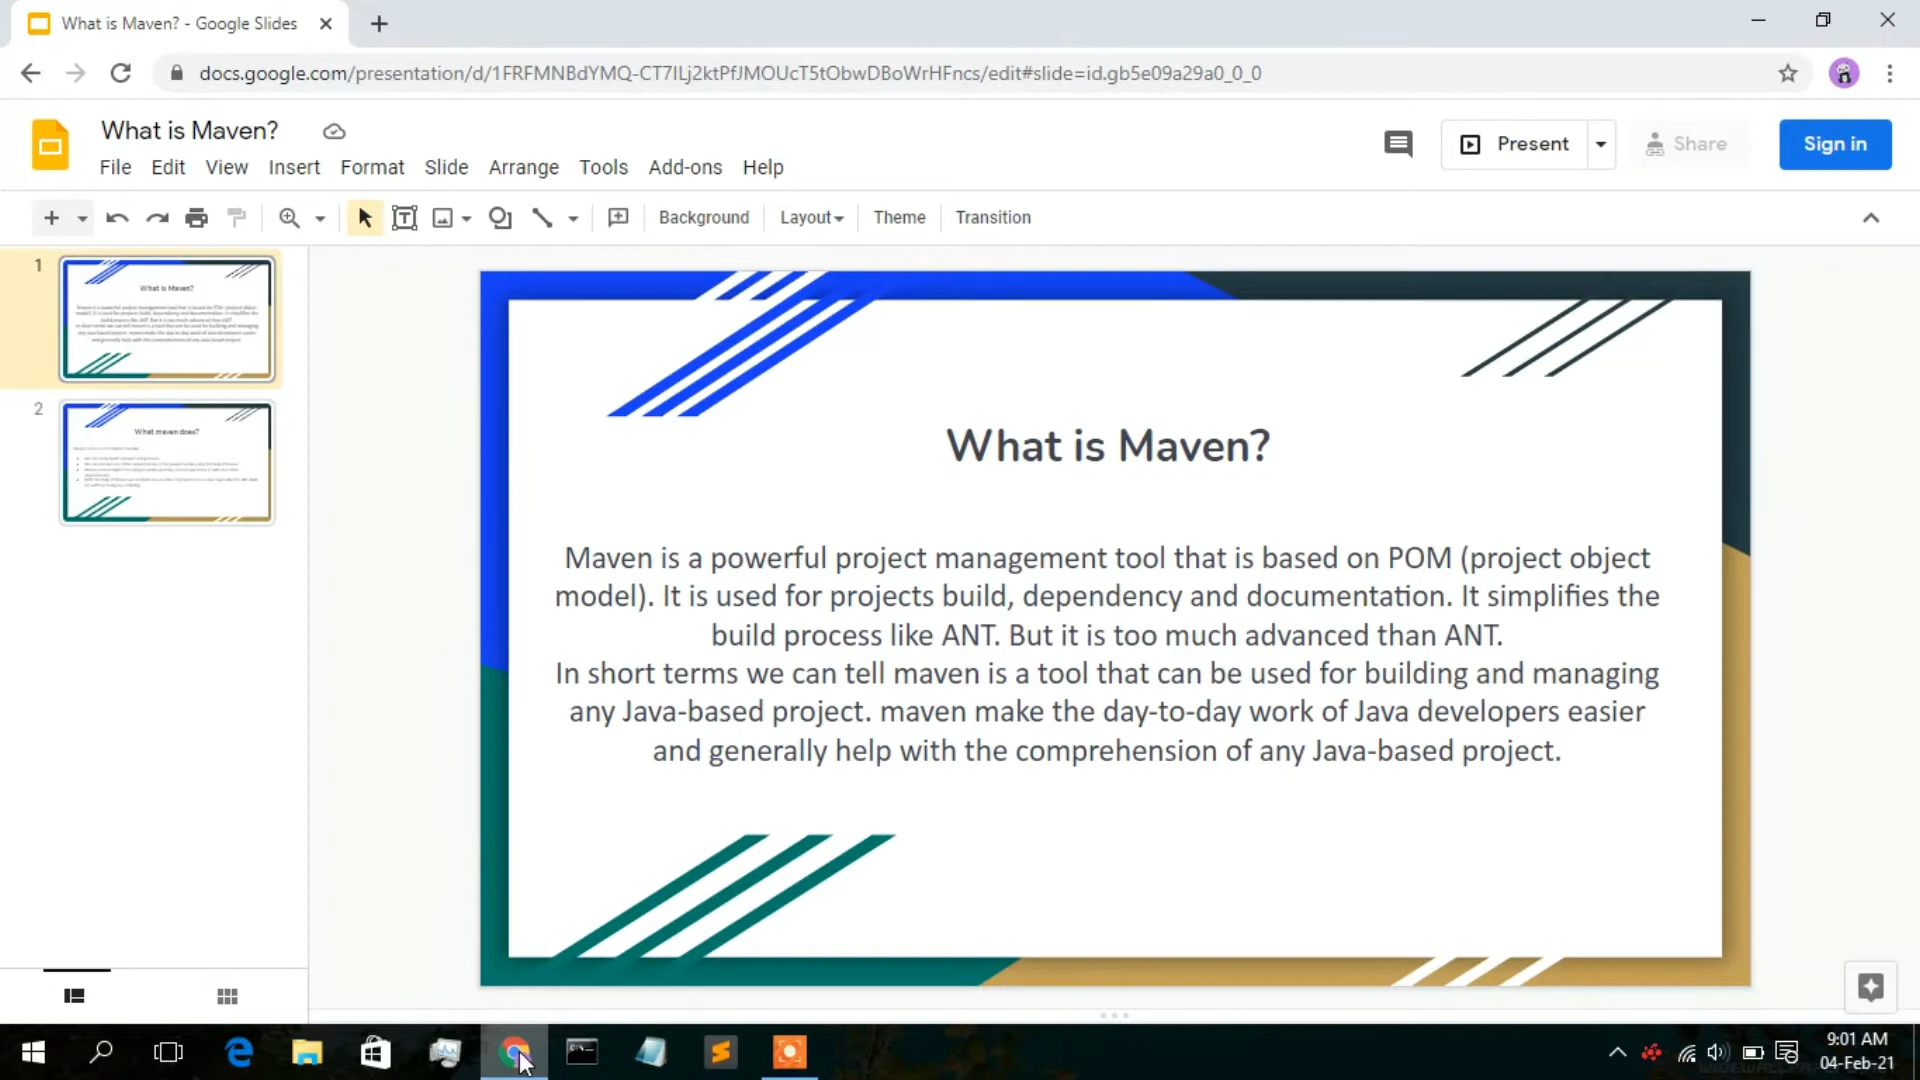 What is Maven? - Google Slides
docs.google.com/presentation/d/1FRFMNBdYMQ-CT7ILj2ktPfJMOUcT5tObwDBoWrHFncs/edit#slide=id.gb5e09a29a0_0_0
What is Maven?
File Edit View Insert Format Slide Arrange Tools Add-ons Help
Present
Share
Sign in
Background
Layout
Theme
Transition
1
What is Maven?
2
What maven does?
What is Maven?
Maven is a powerful project management tool that is based on POM (project object
model). It is used for projects build, dependency and documentation. It simplifies the
build process like ANT. But it is too much advanced than ANT.
In short terms we can tell maven is a tool that can be used for building and managing
any Java-based project. maven make the day-to-day work of Java developers easier
and generally help with the comprehension of any Java-based project.
9:01 AM
04-Feb-21